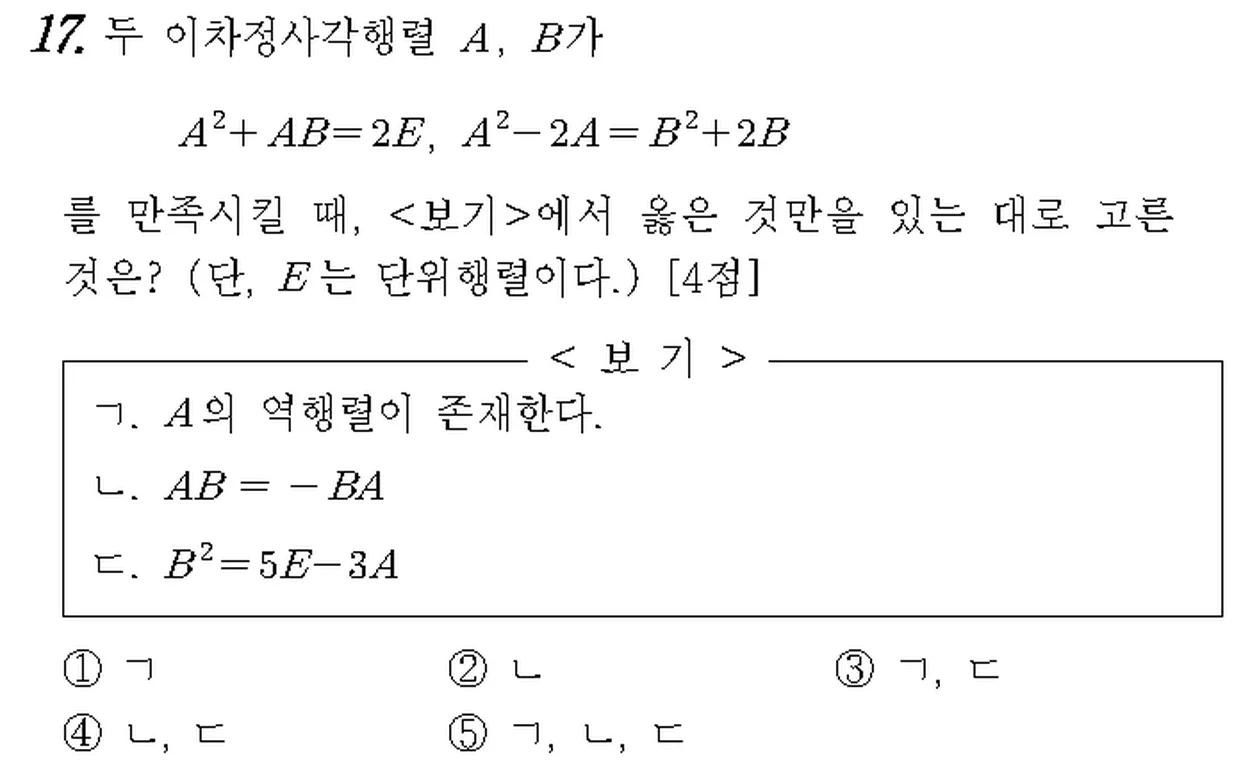 17. 두 이차정사각행렬 A, B가
A²+AB=2E, A²-2A=B²+2B
를 만족시킬 때, <보기>에서 옳은 것만을 있는 대로 고른
것은? (단, E는 단위행렬이다.) [4점]
< 보 기 >
ㄱ. A의 역행렬이 존재한다.
ㄴ. AB = -BA
ㄷ. B²=5E-3A
① ㄱ ② ㄴ ③ ㄱ, ㄷ
④ ㄴ, ㄷ ⑤ ㄱ, ㄴ, ㄷ